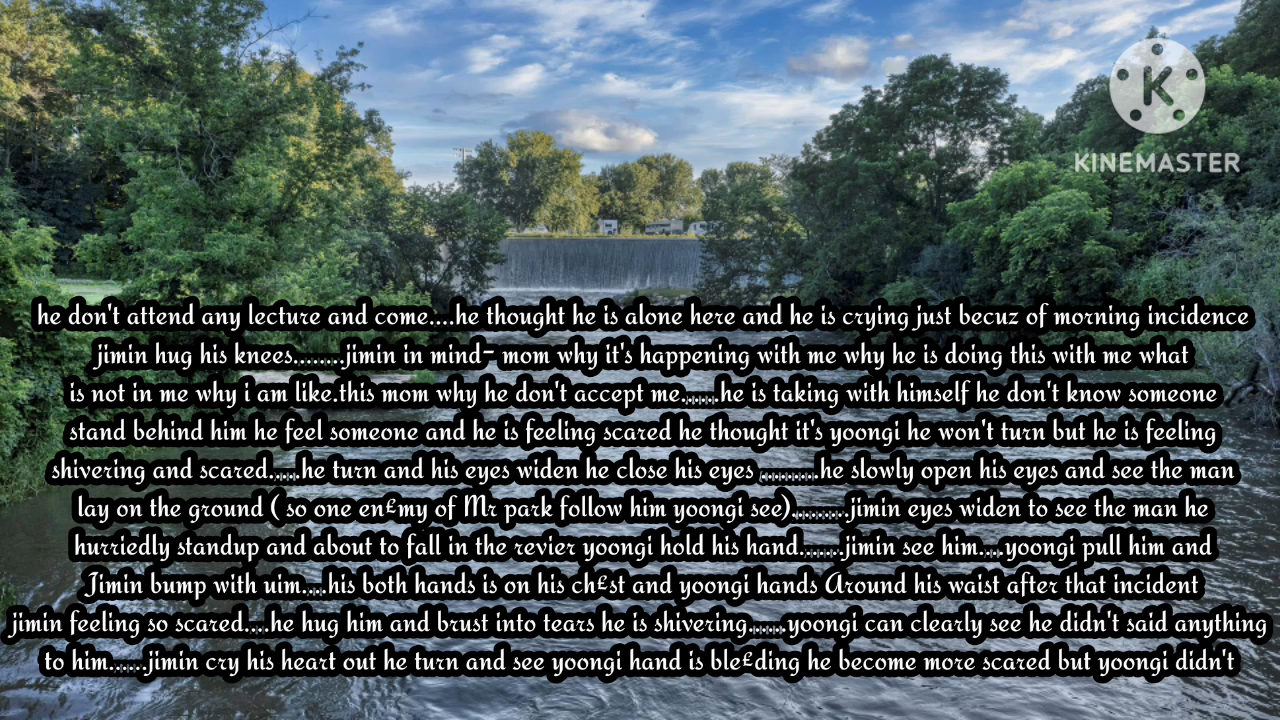 KINEMASTER
he don't attend any lecture and come....he thought he is alone here and he is crying just becuz of morning incidence
jimin hug his knees........jimin in mind- mom why it's happening with me why he is doing this with me what
is not in me why i am like.this mom why he don't accept me.......he is taking with himself he don't know someone
stand behind him he feel someone and he is feeling scared he thought it's yoongi he won't turn but he is feeling
shivering and scared......he turn and his eyes widen he close his eyes ...........he slowly open his eyes and see the man
lay on the ground ( so one en£my of Mr park follow him yoongi see)...........jimin eyes widen to see the man he
hurriedly standup and about to fall in the revier yoongi hold his hand........jimin see him....yoongi pull him and
Jimin bump with uim....his both hands is on his ch£st and yoongi hands Around his waist after that incident
jimin feeling so scared....he hug him and brust into tears he is shivering.......yoongi can clearly see he didn't said anything
to him.......jimin cry his heart out he turn and see yoongi hand is ble£ding he become more scared but yoongi didn't